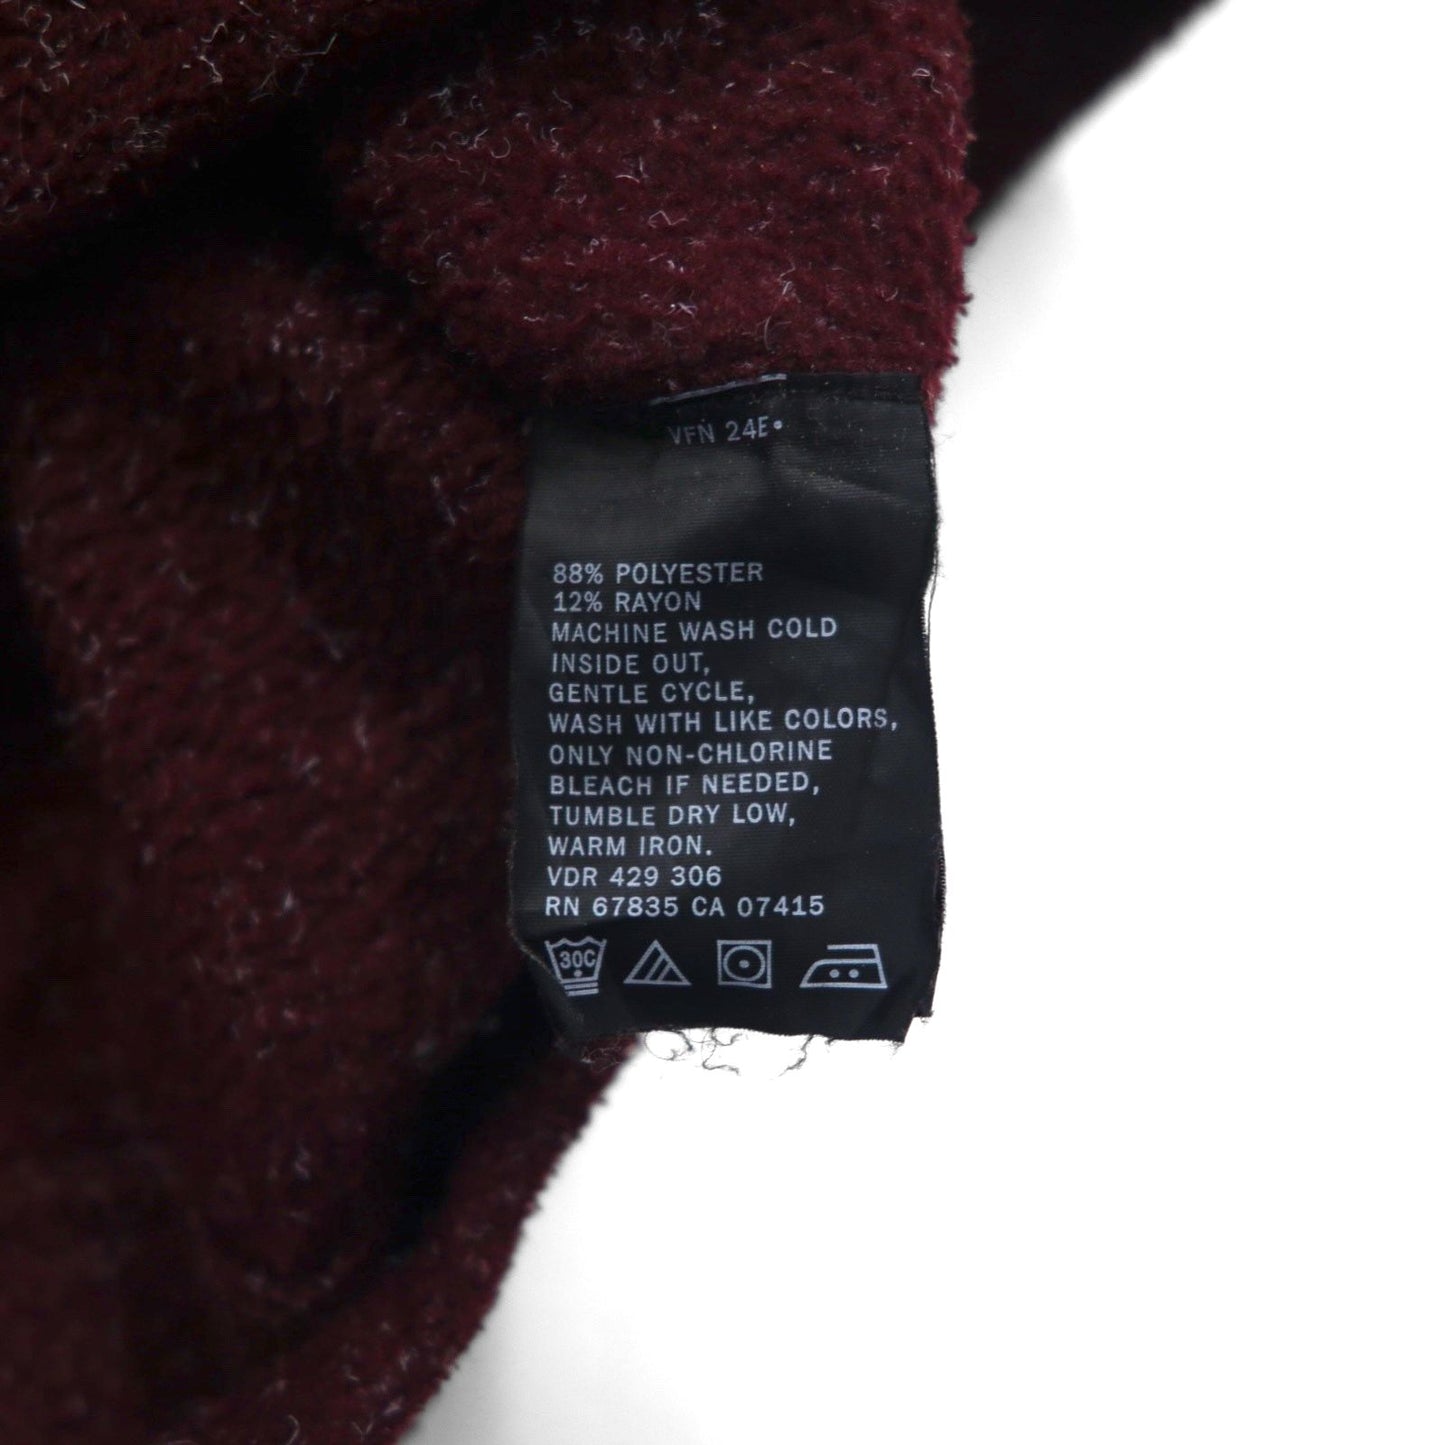 VFN 24E•
88% POLYESTER
12% RAYON
MACHINE WASH COLD
INSIDE OUT,
GENTLE CYCLE,
WASH WITH LIKE COLORS,
ONLY NON-CHLORINE
BLEACH IF NEEDED,
TUMBLE DRY LOW,
WARM IRON.
VDR 429 306
RN 67835 CA 07415
30C